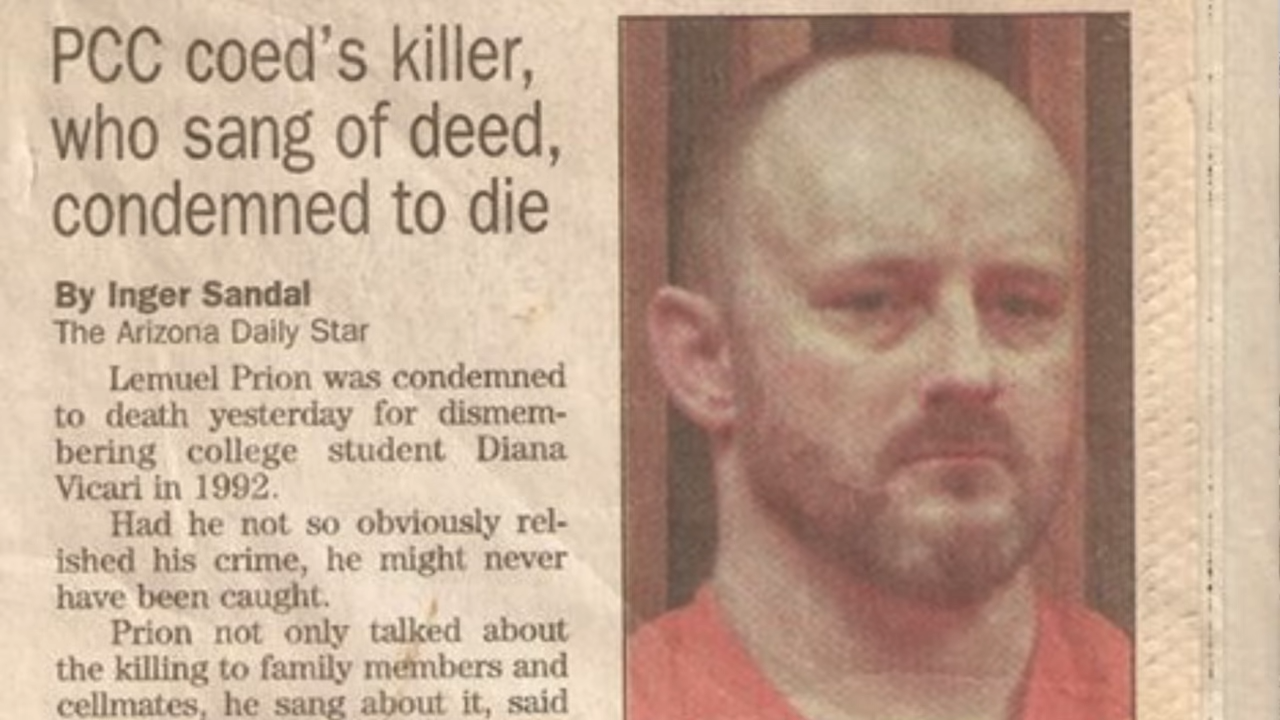 PCC coed's killer,
who sang of deed,
condemned to die
By Inger Sandal
The Arizona Daily Star
Lemuel Prion was condemned
to death yesterday for dismem-
bering college student Diana
Vicari in 1992.
Had he not so obviously rel-
ished his crime, he might never
have been caught.
Prion not only talked about
the killing to family members and
cellmates, he sang about it, said